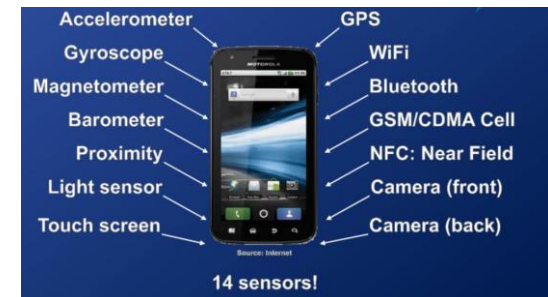 Accelerometer
GPS
Gyroscope
WiFi
Magnetometer
Bluetooth
Barometer
GSM/CDMA Cell
Proximity
NFC: Near Field
Light sensor
Camera (front)
Touch screen
Camera (back)
MOTOROLA
Source: Internet
14 sensors!